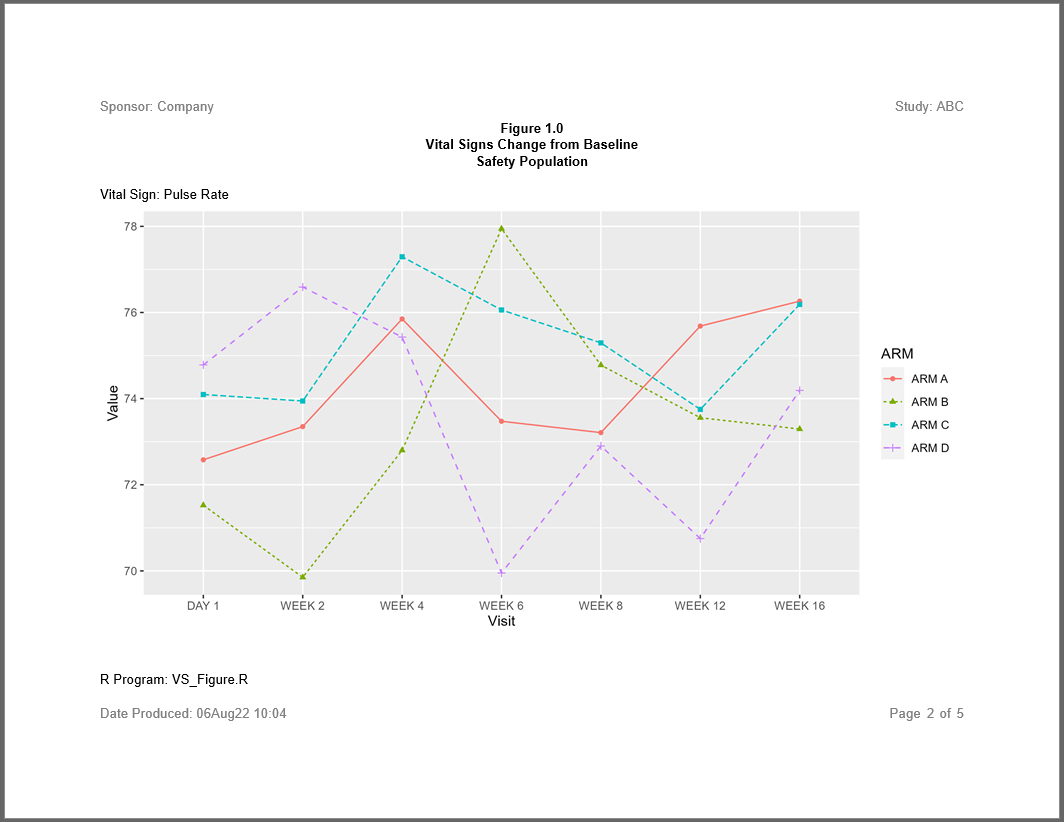 Sponsor: Company
Study: ABC
Figure 1.0
Vital Signs Change from Baseline
Safety Population
Vital Sign: Pulse Rate
78
76
74
72
70
Value
DAY 1
WEEK 2
WEEK 4
WEEK 6
WEEK 8
WEEK 12
WEEK 16
Visit
ARM
ARM A
ARM B
ARM C
ARM D
R Program: VS_Figure.R
Date Produced: 06Aug22 10:04
Page 2 of 5